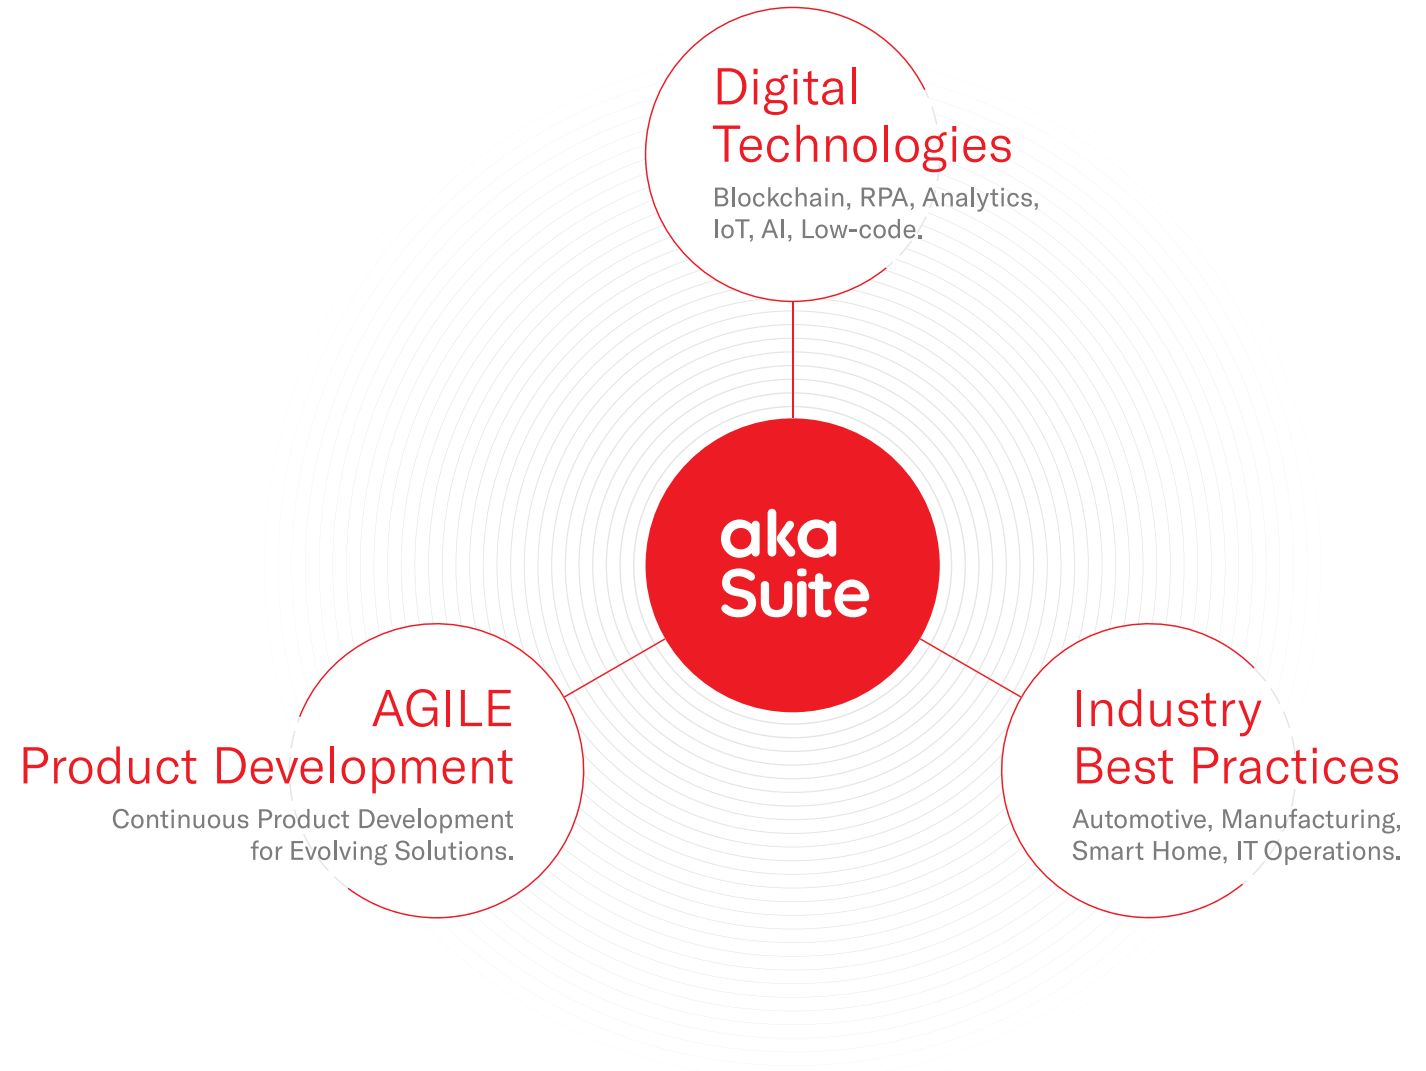 Digital
Technologies
Blockchain, RPA, Analytics,
IoT, AI, Low-code.
aka
Suite
AGILE
Product Development
Continuous Product Development
for Evolving Solutions.
Industry
Best Practices
Automotive, Manufacturing,
Smart Home, IT Operations.